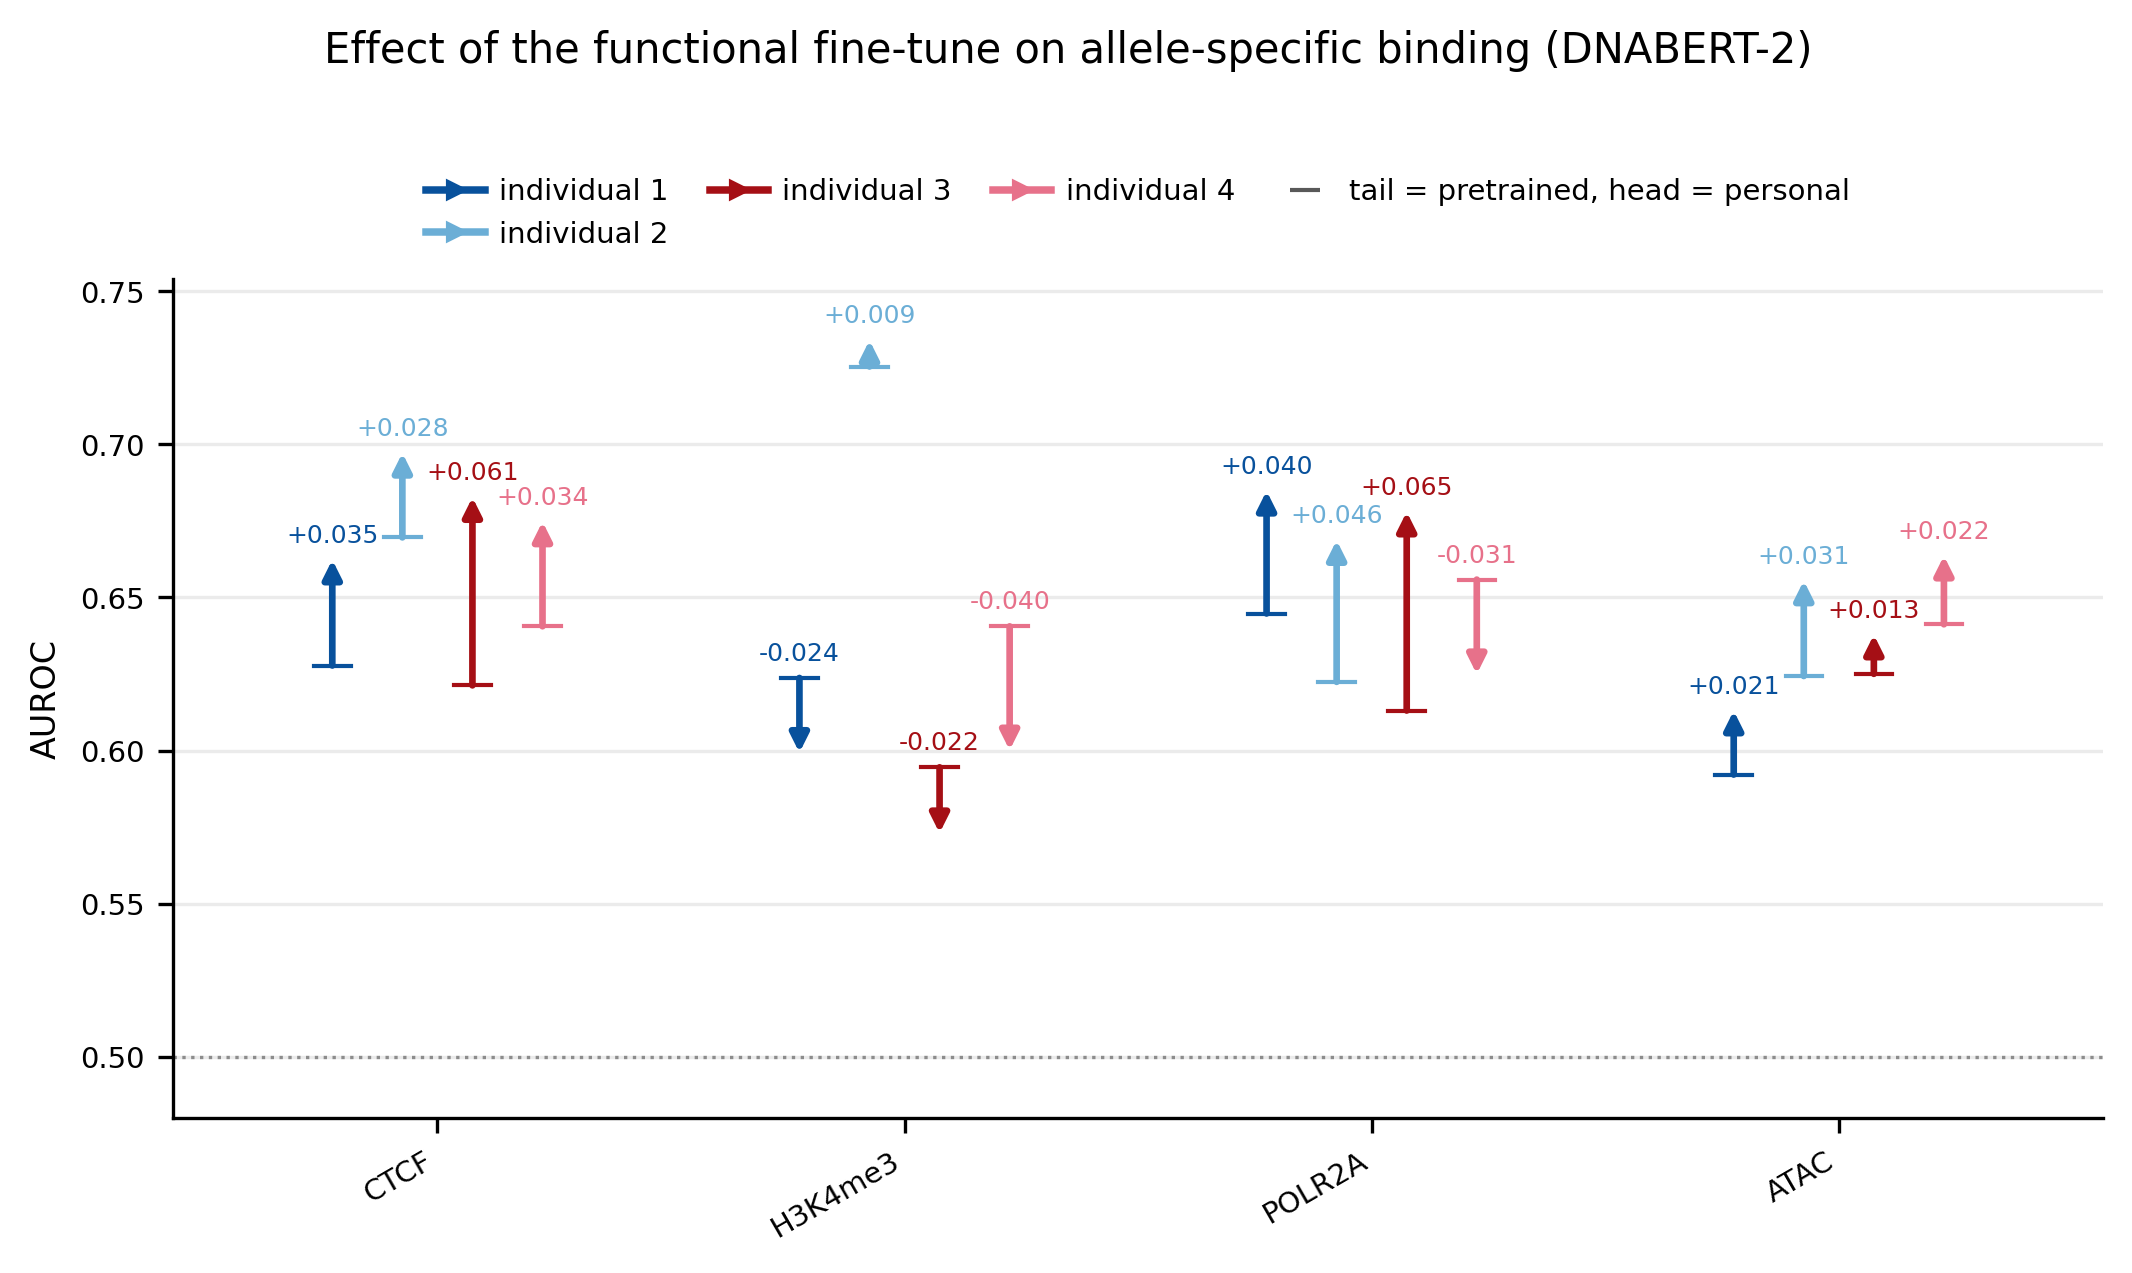 Effect of the functional fine-tune on allele-specific binding (DNABERT-2)
individual 1 individual 3 individual 4 tail = pretrained, head = personal
individual 2
0.75
+0.009
0.70
+0.028
+0.040
+0.061
+0.065
+0.034
+0.046
+0.035
+0.022
-0.031
+0.031
0.65
-0.040
+0.013
-0.024
+0.021
-0.022
0.60
AUROC
0.55
0.50
CTCF
H3K4me3
POLR2A
ATAC